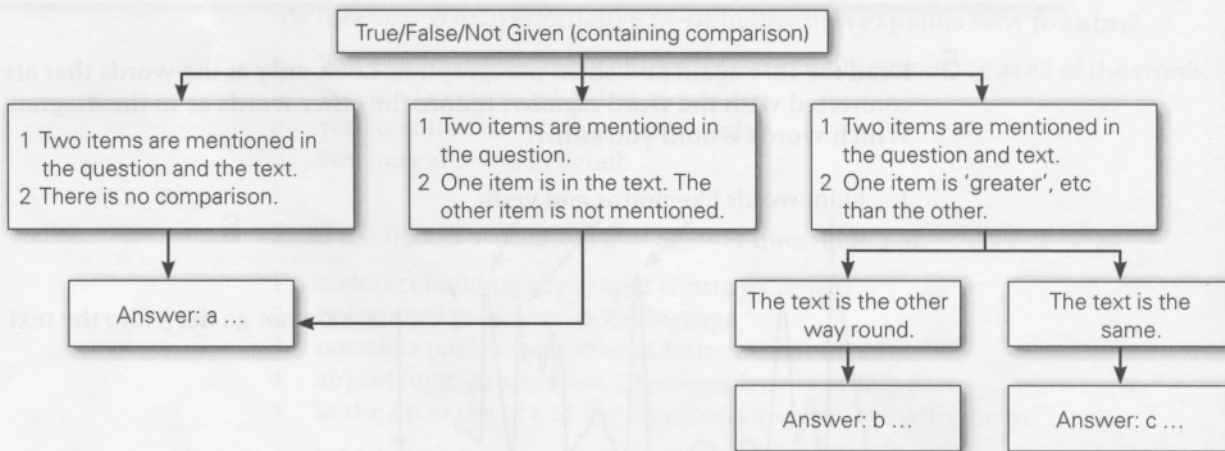 True/False/Not Given (containing comparison)
1 Two items are mentioned in
the question and the text.
2 There is no comparison.
1 Two items are mentioned in
the question.
2 One item is in the text. The
other item is not mentioned.
1 Two items are mentioned in
the question and text.
2 One item is 'greater', etc
than the other.
Answer: a ...
The text is the other
way round.
The text is the
same.
Answer: b ...
Answer: c ...